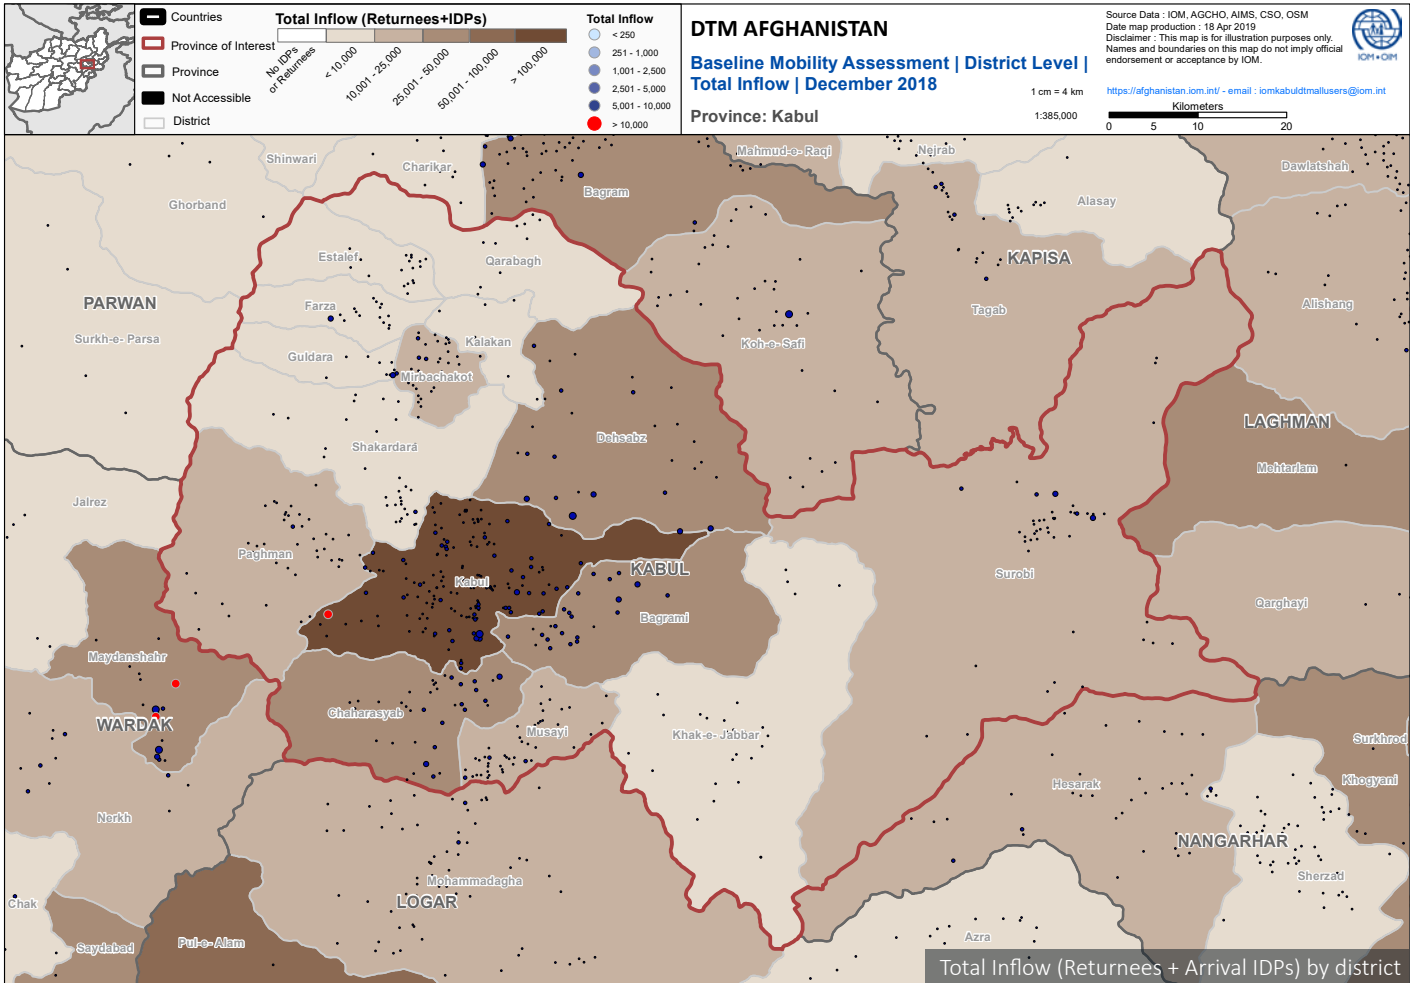 Countries
Province of Interest
Province
Not Accessible
District
Total Inflow (Returnees+IDPs)
No IDPs
or Returnees
< 10,000
10,001 - 25,000
25,001 - 50,000
50,001 - 100,000
> 100,000
Total Inflow
< 250
251 - 1,000
1,001 - 2,500
2,501 - 5,000
5,001 - 10,000
> 10,000
DTM AFGHANISTAN
Baseline Mobility Assessment | District Level |
Total Inflow | December 2018
Province: Kabul
1 cm = 4 km
1:385,000
Source Data : IOM, AGCHO, AIMS, CSO, OSM
Date map production : 18 Apr 2019
Disclaimer : This map is for illustration purposes only.
Names and boundaries on this map do not imply official
endorsement or acceptance by IOM.
IOM•OIM
https://afghanistan.iom.int/ - email : iomkabuldtmallusers@iom.int
Kilometers
0 5 10 20
Shinwari
Charikar
Mahmud-e- Raqi
Nejrab
Dawlatshah
Bagram
Ghorband
Alasay
Estalef
Qarabagh
KAPISA
PARWAN
Farza
Tagab
Alishang
Surkh-e- Parsa
Kalakan
Koh-e- Safi
Guldara
Mirbachakot
LAGHMAN
Dehsabz
Shakardara
Mehtarlam
Jalrez
Paghman
KABUL
Surobi
Kabul
Qarghayi
Bagrami
Maydanshahr
Chaharasyab
WARDAK
Musayi
Khak-e- Jabbar
Surkhrod
Khogyani
Hesarak
Nerkh
NANGARHAR
Sherzad
Mohammadagha
LOGAR
Chak
Azra
Saydabad
Pul-e- Alam
Total Inflow (Returnees + Arrival IDPs) by district